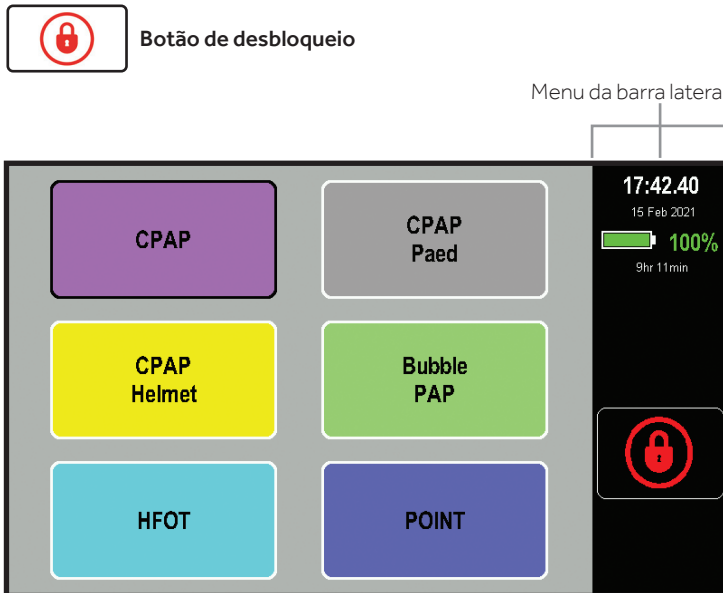 Botão de desbloqueio
Menu da barra latera
17:42.40
15 Feb 2021
100%
9hr 11min
CPAP
CPAP
Paed
CPAP
Helmet
Bubble
PAP
HFOT
POINT